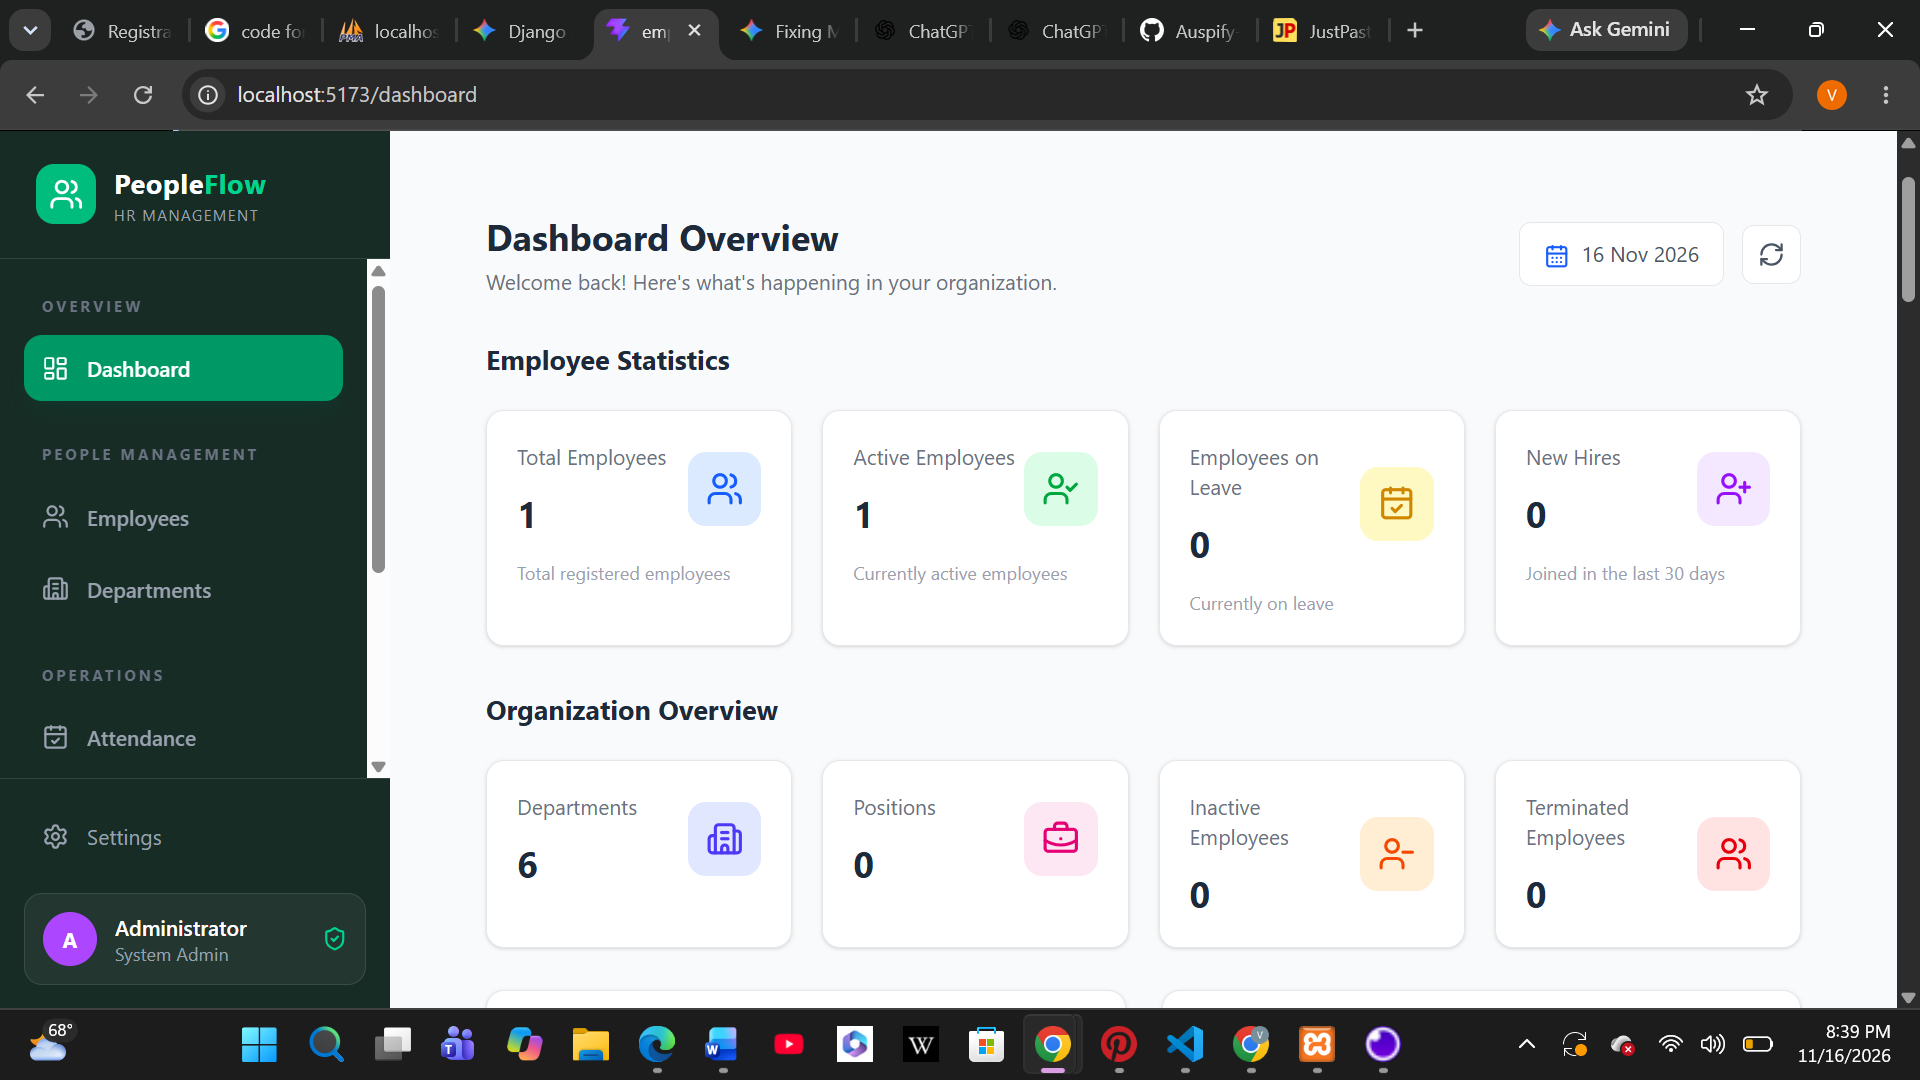 Registra
code fo
localhos
Django
em
Fixing M
ChatGP
ChatGP
Auspify-
JustPast
Ask Gemini
localhost:5173/dashboard
V
PeopleFlow
HR MANAGEMENT
OVERVIEW
Dashboard
PEOPLE MANAGEMENT
Employees
Departments
OPERATIONS
Attendance
Settings
A
Administrator
System Admin
Dashboard Overview
Welcome back! Here's what's happening in your organization.
16 Nov 2026
Employee Statistics
Total Employees
1
Total registered employees
Active Employees
1
Currently active employees
Employees on
Leave
0
Currently on leave
New Hires
0
Joined in the last 30 days
Organization Overview
Departments
6
Positions
0
Inactive
Employees
0
Terminated
Employees
0
68°
8:39 PM
11/16/2026